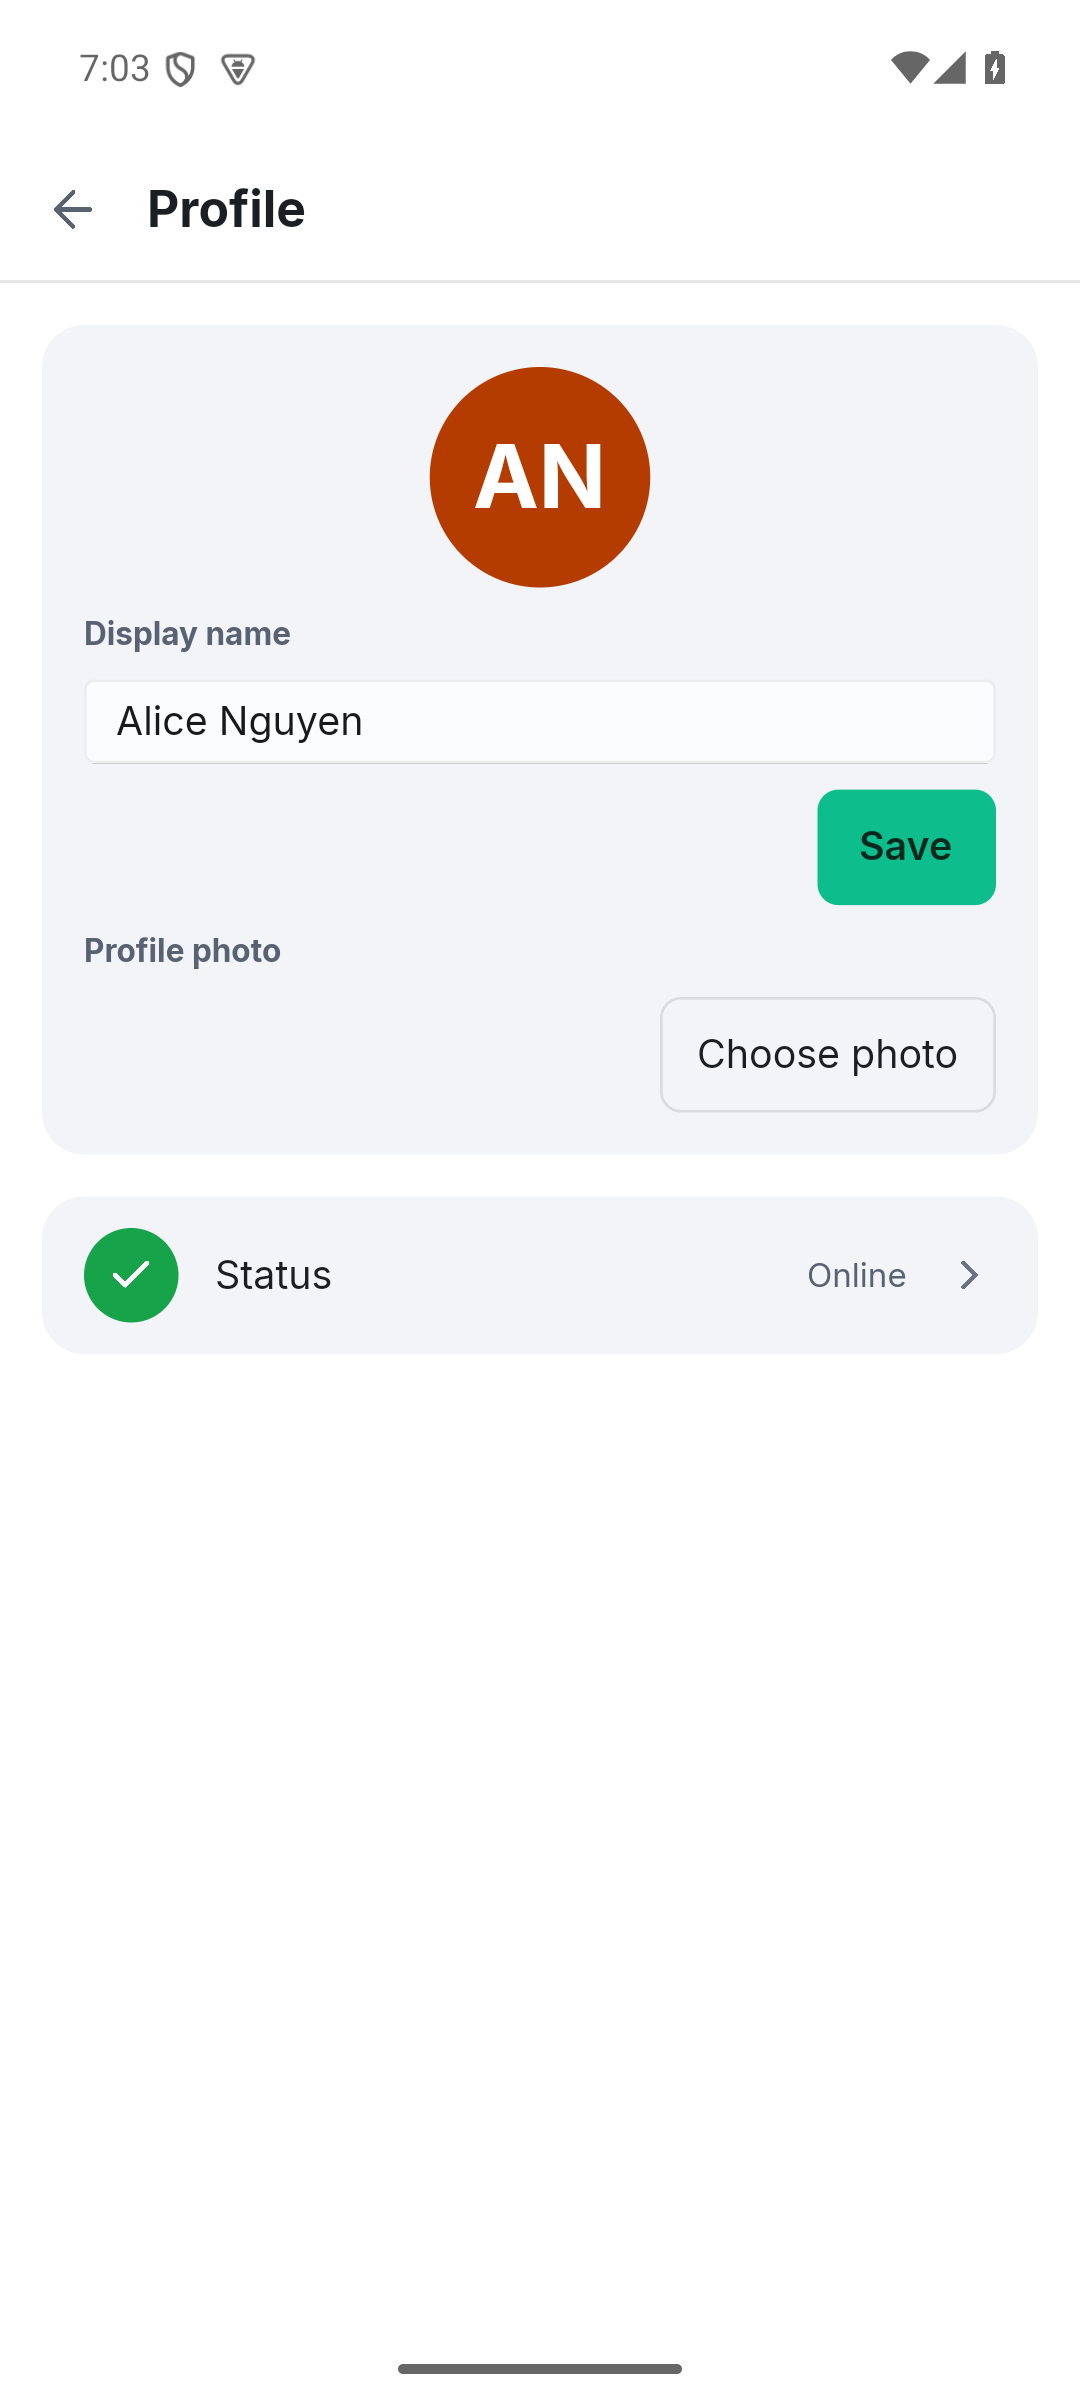 7:03
Profile
AN
Display name
Alice Nguyen
Save
Profile photo
Choose photo
Status
Online